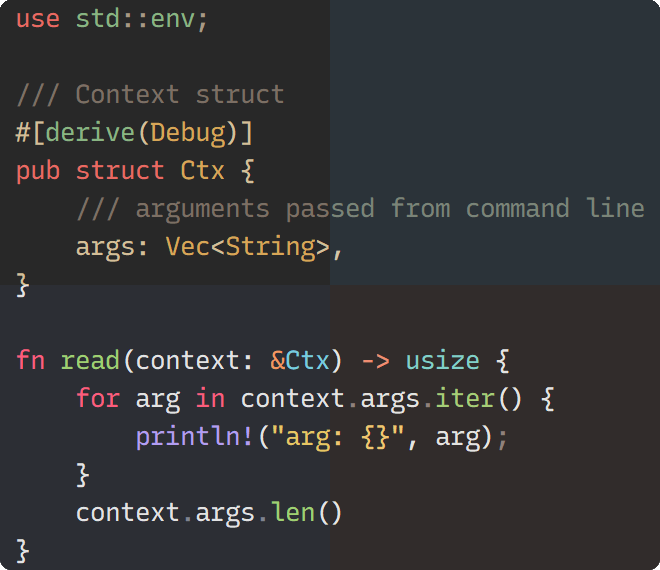 use std::env;

/// Context struct
#[derive(Debug)]
pub struct Ctx {
    /// arguments passed from command line
    args: Vec<String>,
}

fn read(context: &Ctx) -> usize {
    for arg in context.args.iter() {
        println!("arg: {}", arg);
    }
    context.args.len()
}